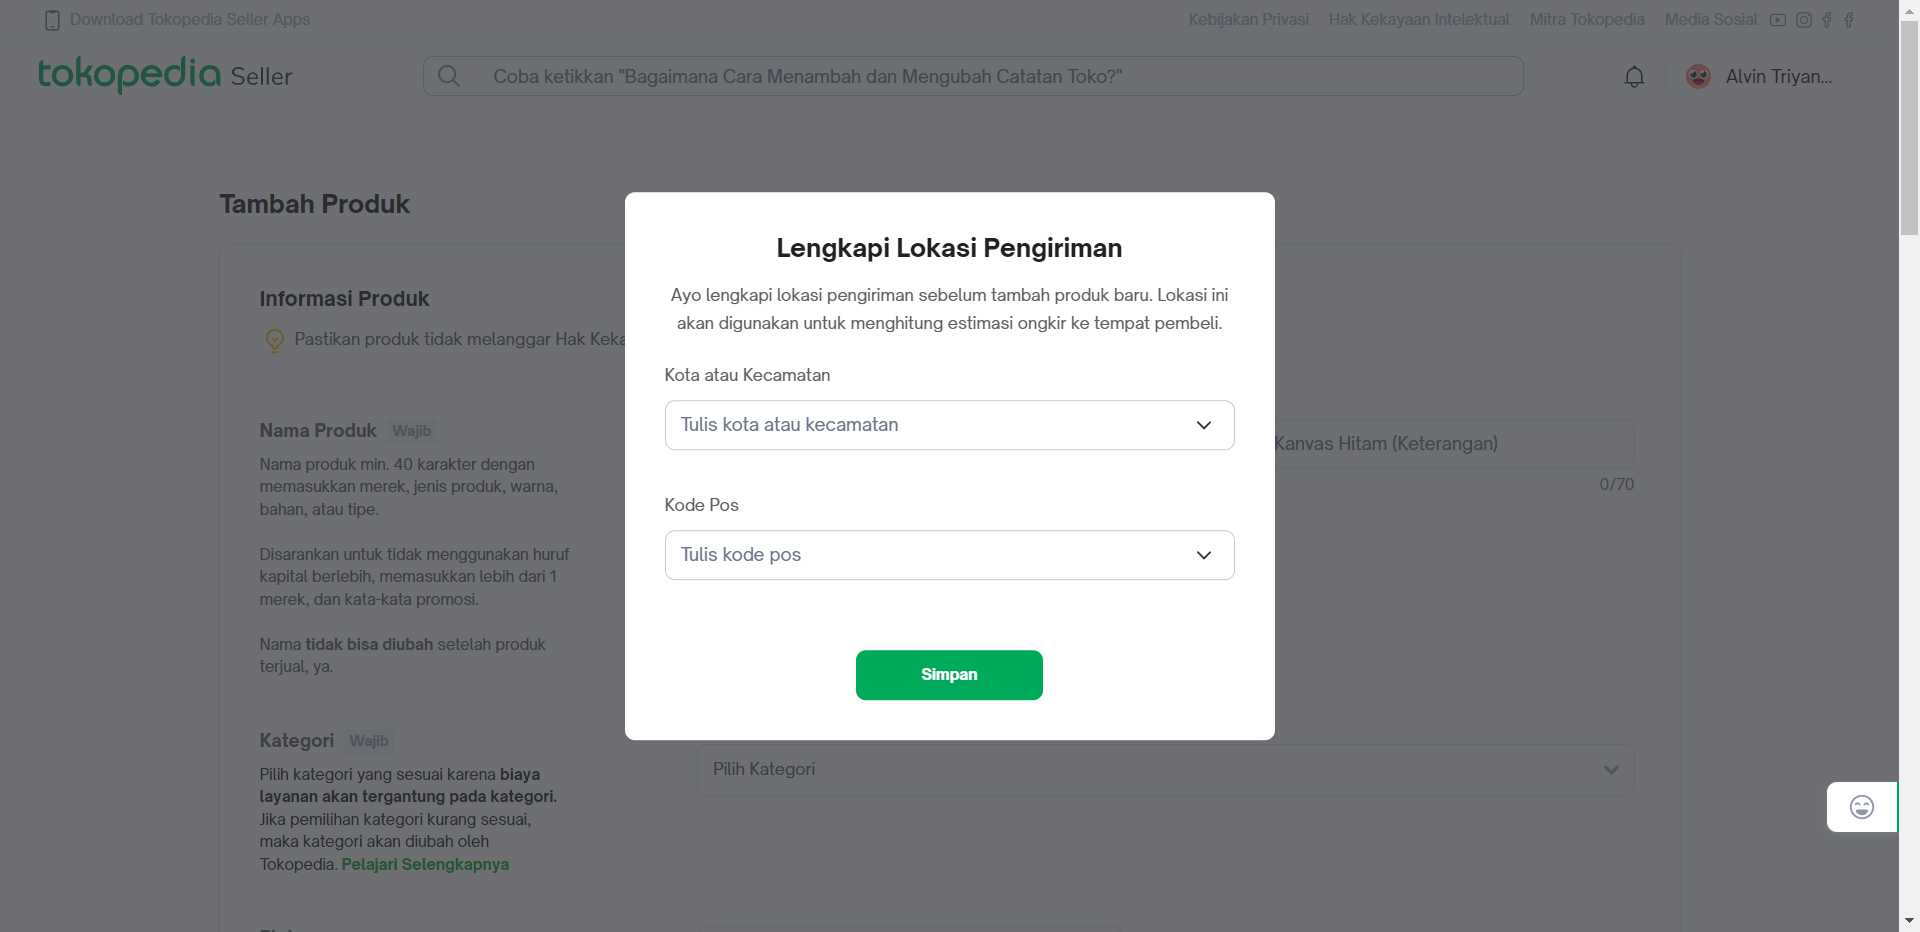 Download Tokopedia Seller Apps
Kebijakan Privasi Hak Kekayaan Intelektual Mitra Tokopedia Media Sosial
tokopedia Seller
Coba ketikkan "Bagaimana Cara Menambah dan Mengubah Catatan Toko?"
Alvin Triyan...
Tambah Produk
Informasi Produk
Pastikan produk tidak melanggar Hak Keka
Nama Produk Wajib
Nama produk min. 40 karakter dengan
memasukkan merek, jenis produk, warna,
bahan, atau tipe.
Disarankan untuk tidak menggunakan huruf
kapital berlebih, memasukkan lebih dari 1
merek, dan kata-kata promosi.
Nama tidak bisa diubah setelah produk
terjual, ya.
Kanvas Hitam (Keterangan)
0/70
Kategori Wajib
Pilih kategori yang sesuai karena biaya
layanan akan tergantung pada kategori.
Jika pemilihan kategori kurang sesuai,
maka kategori akan diubah oleh
Tokopedia. Pelajari Selengkapnya
Pilih Kategori
Lengkapi Lokasi Pengiriman
Ayo lengkapi lokasi pengiriman sebelum tambah produk baru. Lokasi ini
akan digunakan untuk menghitung estimasi ongkir ke tempat pembeli.
Kota atau Kecamatan
Tulis kota atau kecamatan
Kode Pos
Tulis kode pos
Simpan